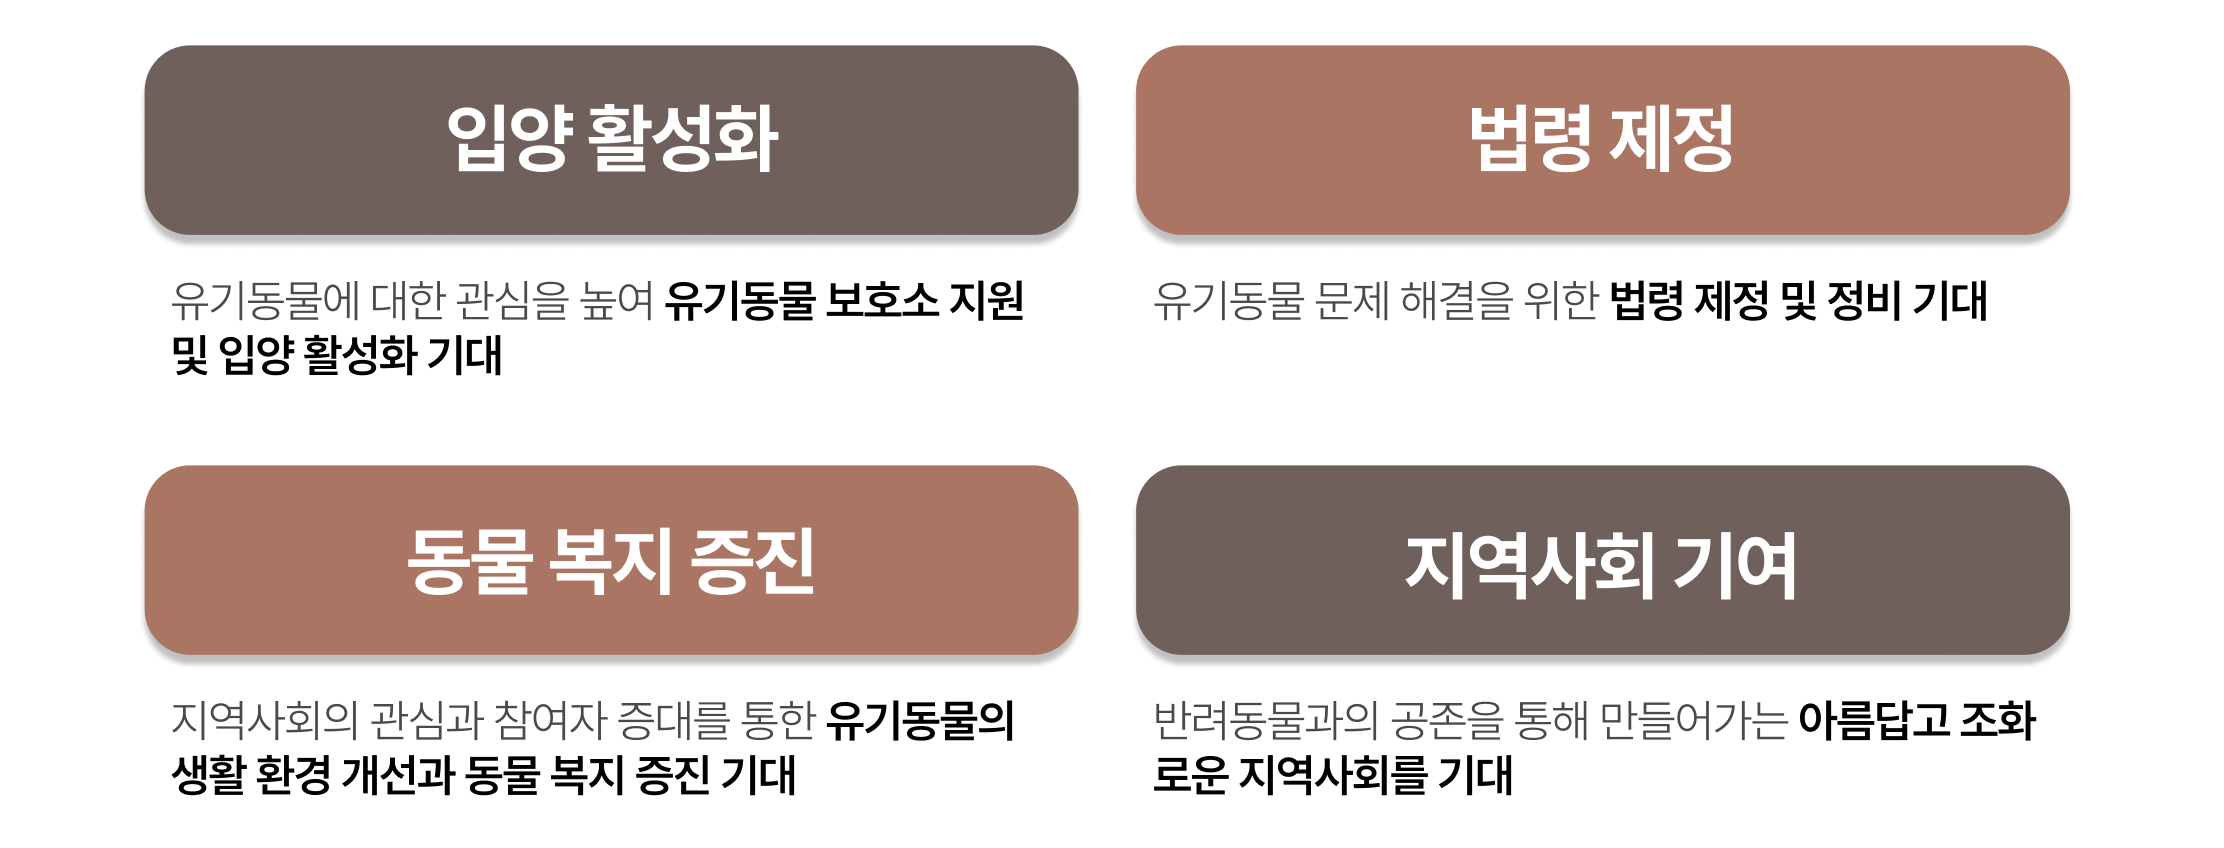 입양 활성화
유기동물에 대한 관심을 높여 유기동물 보호소 지원
및 입양 활성화 기대
법령 제정
유기동물 문제 해결을 위한 법령 제정 및 정비 기대
동물 복지 증진
지역사회의 관심과 참여자 증대를 통한 유기동물의
생활 환경 개선과 동물 복지 증진 기대
지역사회 기여
반려동물과의 공존을 통해 만들어가는 아름답고 조화
로운 지역사회를 기대